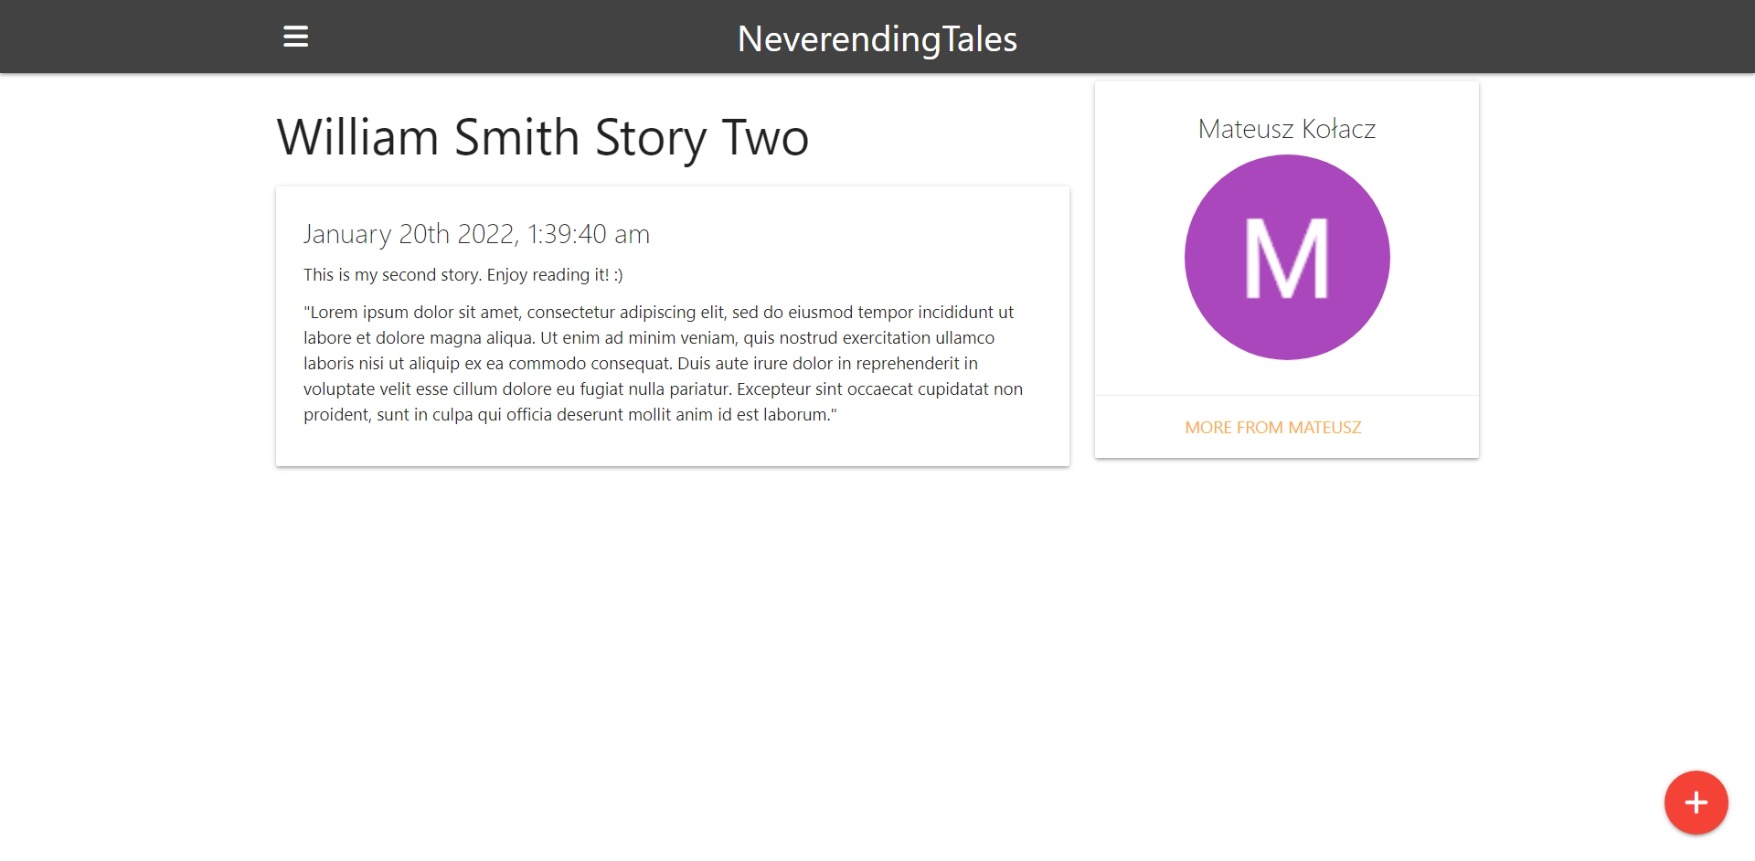 NeverendingTales
William Smith Story Two
January 20th 2022, 1:39:40 am
This is my second story. Enjoy reading it! :)
"Lorem ipsum dolor sit amet, consectetur adipiscing elit, sed do eiusmod tempor incididunt ut
labore et dolore magna aliqua. Ut enim ad minim veniam, quis nostrud exercitation ullamco
laboris nisi ut aliquip ex ea commodo consequat. Duis aute irure dolor in reprehenderit in
voluptate velit esse cillum dolore eu fugiat nulla pariatur. Excepteur sint occaecat cupidatat non
proident, sunt in culpa qui officia deserunt mollit anim id est laborum."
Mateusz Kołacz
M
MORE FROM MATEUSZ